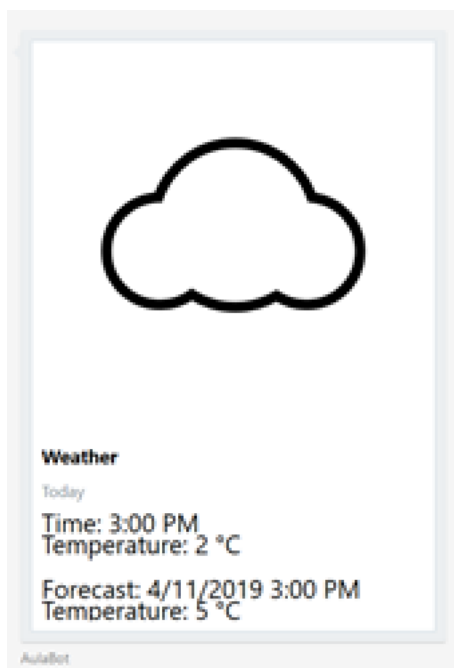 Weather
Today
Time: 3:00 PM
Temperature: 2 °C
Forecast: 4/11/2019 3:00 PM
Temperature: 5 °C
AulaBot